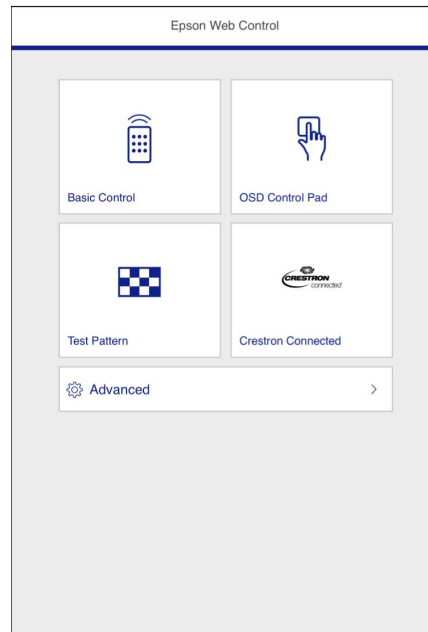 Epson Web Control
Basic Control
OSD Control Pad
CRESTRON
connected
Test Pattern
Crestron Connected
Advanced